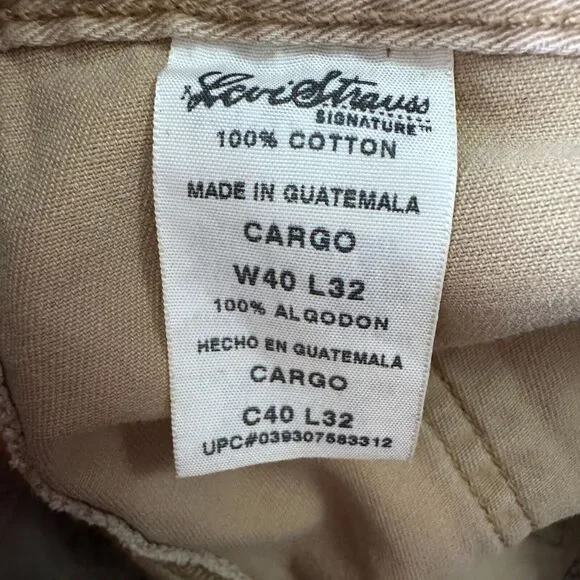 Levi Strauss
SIGNATURE™
100% COTTON
MADE IN GUATEMALA
CARGO
W40 L32
100% ALGODON
HECHO EN GUATEMALA
CARGO
C40 L32
UPC#039307583312